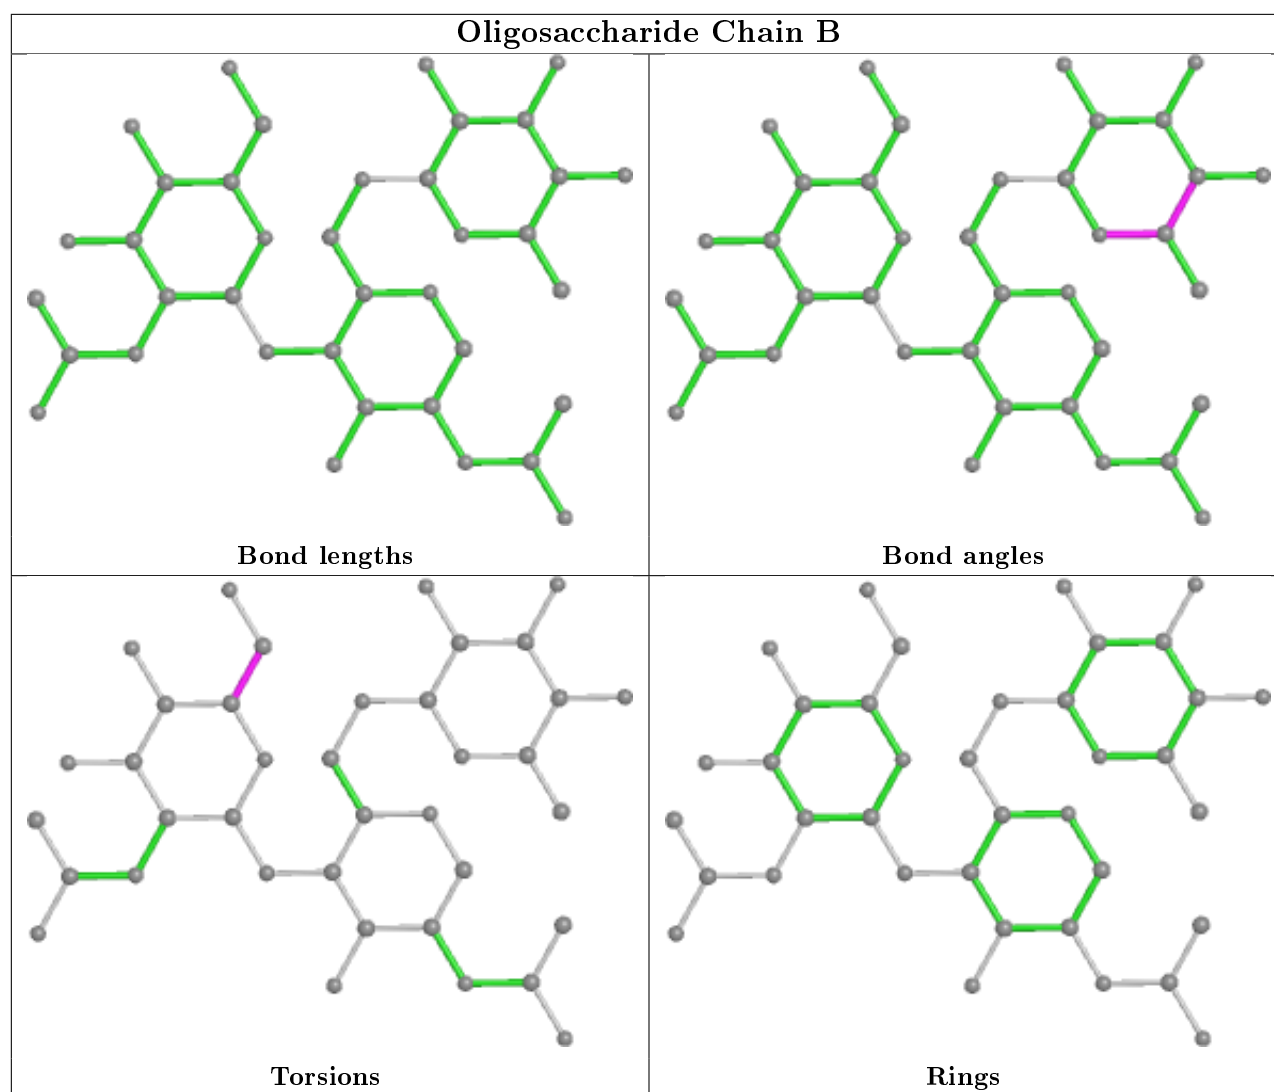 Oligosaccharide Chain B
Bond lengths
Bond angles
Torsions
Rings